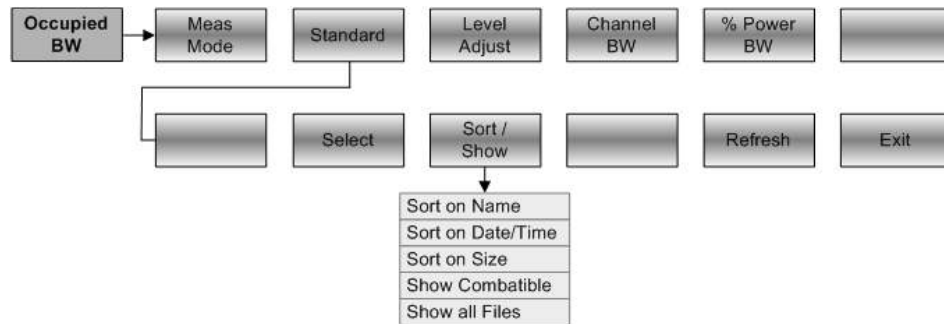 Occupied
BW
Meas
Mode
Standard
Level
Adjust
Channel
BW
% Power
BW
Select
Sort /
Show
Refresh
Exit
Sort on Name
Sort on Date/Time
Sort on Size
Show Combatible
Show all Files